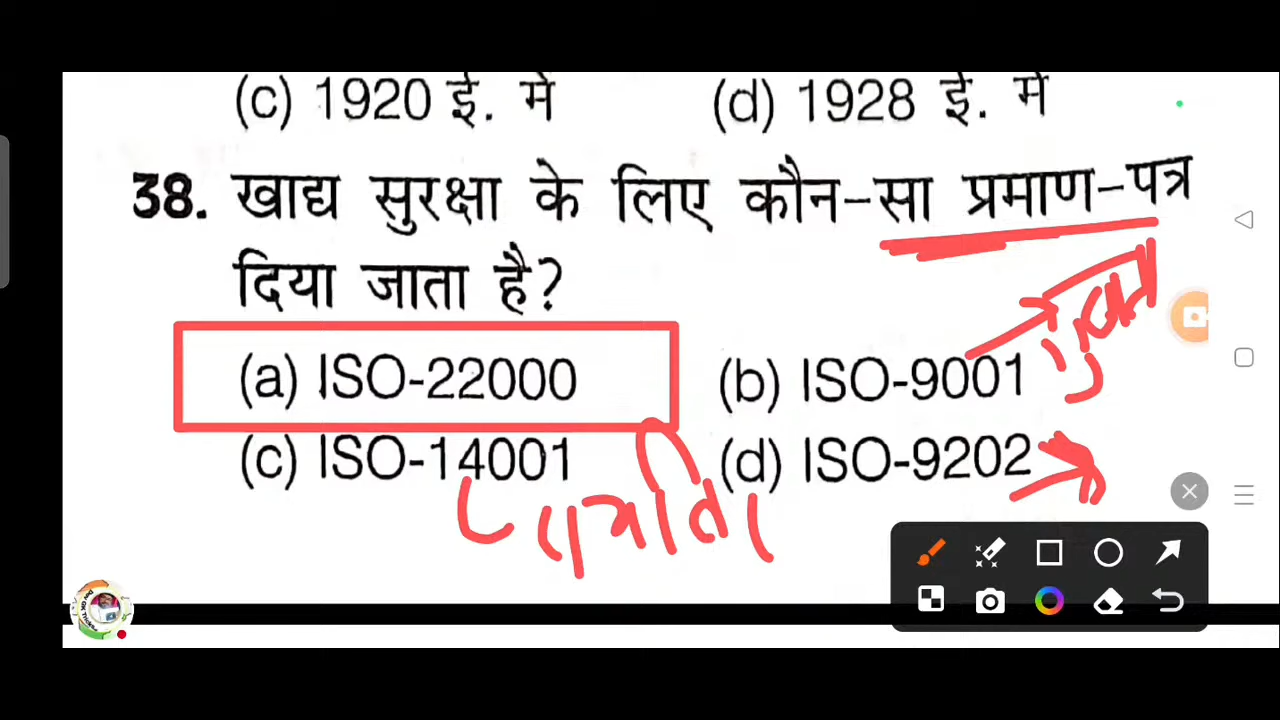 (c) 1920 ई. में (d) 1928 ई. में
38. खाद्य सुरक्षा के लिए कौन-सा प्रमाण-पत्र
दिया जाता है?
(a) ISO-22000 (b) ISO-9001
(c) ISO-14001 (d) ISO-9202